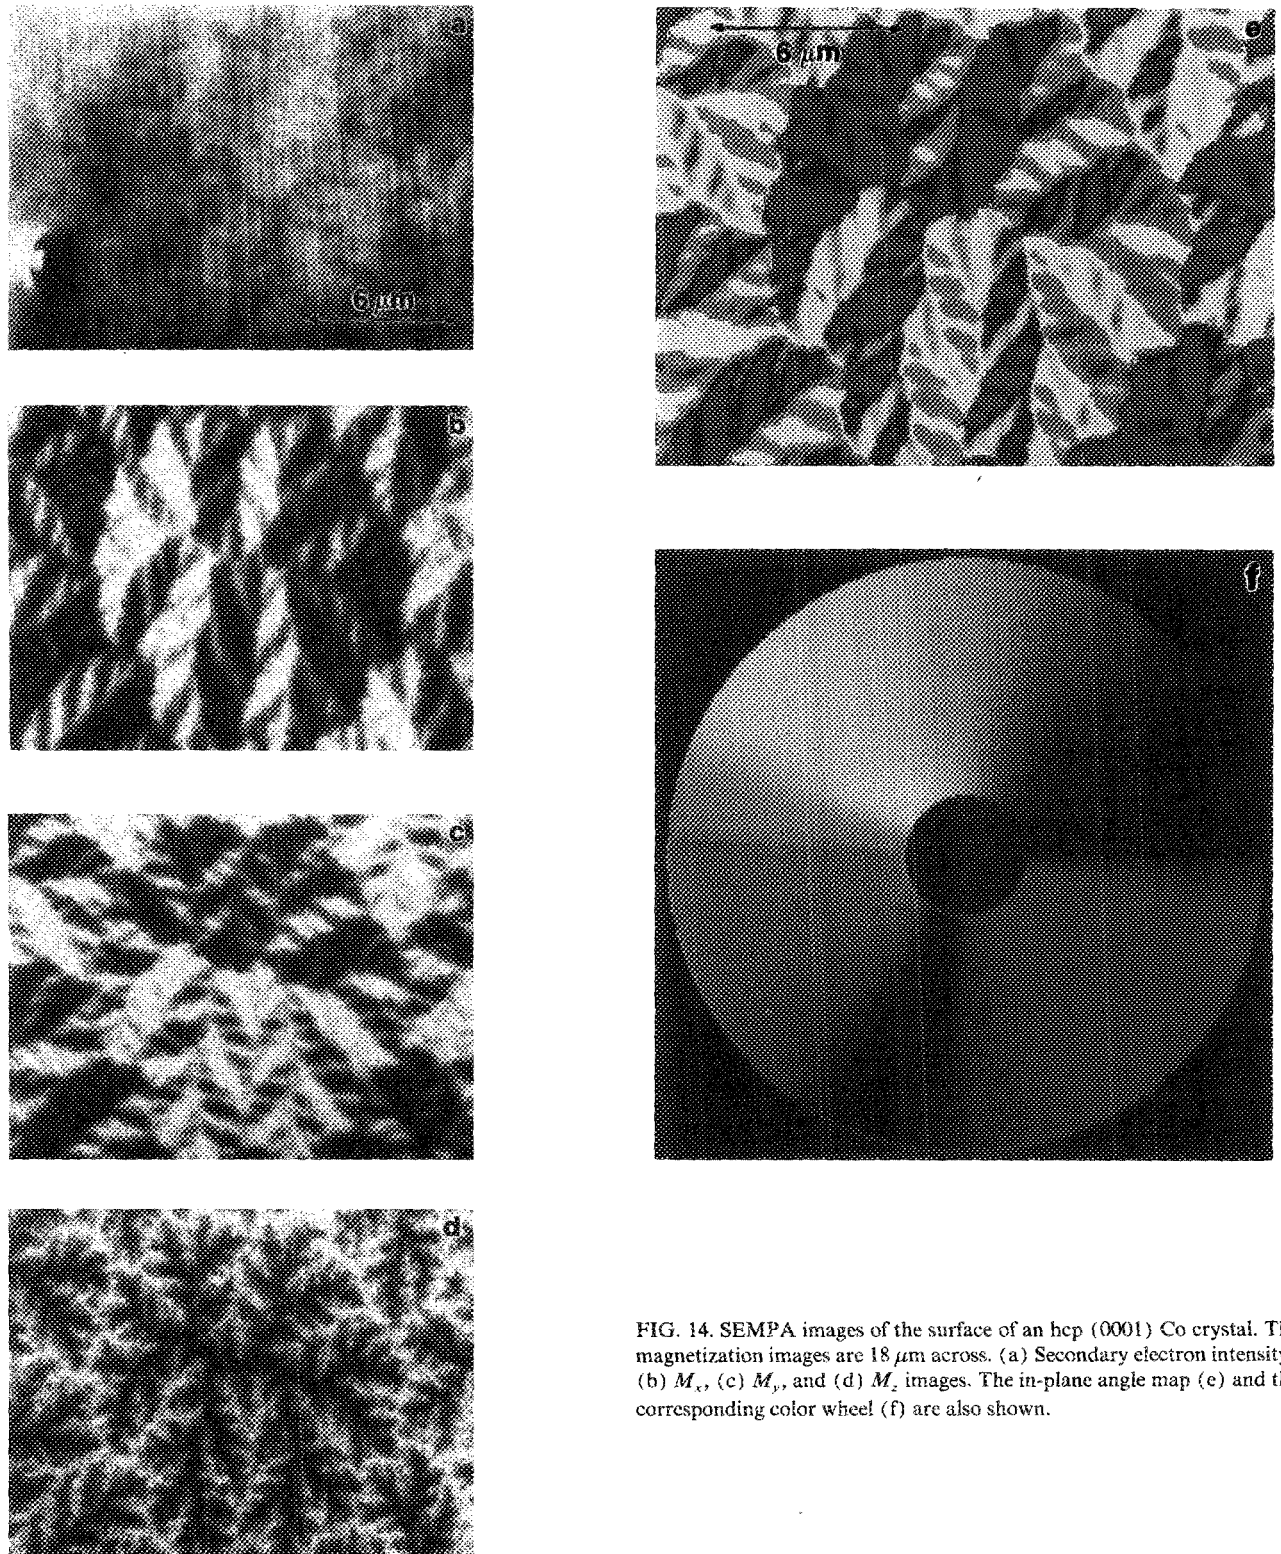 a
6 μm
b
c
d
6 μm
e
f
FIG. 14. SEMPA images of the surface of an hcp (0001) Co crystal.
magnetization images are 18 μm across. (a) Secondary electron intensity
(b) Mx, (c) My, and (d) Mz images. The in-plane angle map (e) and
corresponding color wheel (f) are also shown.